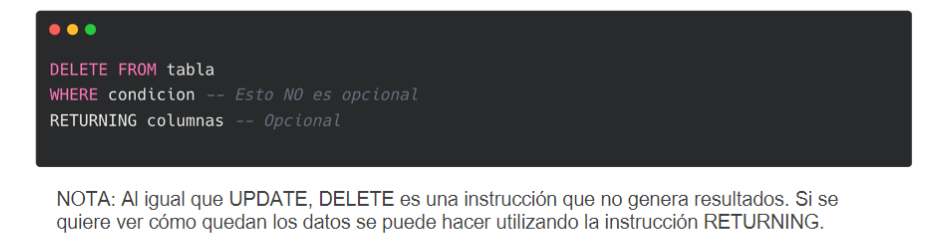 DELETE FROM tabla
WHERE condicion -- Esto NO es opcional
RETURNING columnas -- Opcional
NOTA: Al igual que UPDATE, DELETE es una instrucción que no genera resultados. Si se
quiere ver cómo quedan los datos se puede hacer utilizando la instrucción RETURNING.